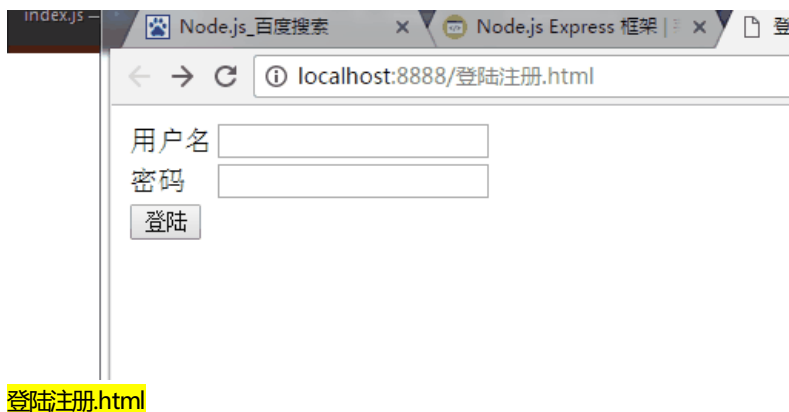 index.js –
Node.js_百度搜索
Node.js Express 框架 |
登
localhost:8888/登陆注册.html
用户名
密码
登陆
登陆注册.html